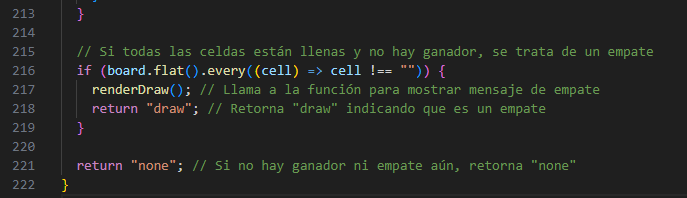 213 }
214
215 // Si todas las celdas están llenas y no hay ganador, se trata de un empate
216 if (board.flat().every((cell) => cell !== "")) {
217 renderDraw(); // Llama a la función para mostrar mensaje de empate
218 return "draw"; // Retorna "draw" indicando que es un empate
219 }
220
221 return "none"; // Si no hay ganador ni empate aún, retorna "none"
222 }